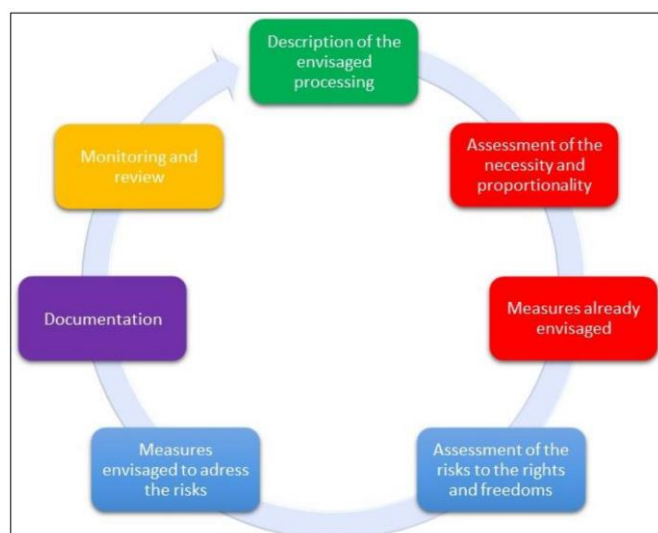 Description of the
envisaged
processing
Assessment of the
necessity and
proportionality
Measures already
envisaged
Assessment of the
risks to the rights
and freedoms
Measures
envisaged to adress
the risks
Documentation
Monitoring and
review